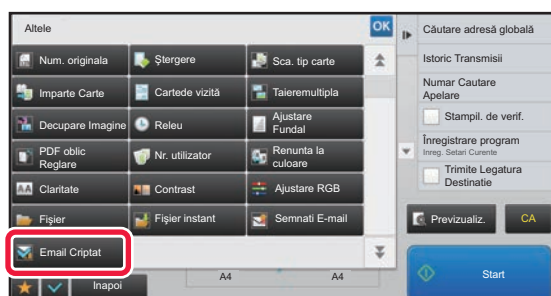 Altele
OK
Num. originala
Ștergere
Sca. tip carte
Imparte Carte
Cartede vizită
Taieremultipla
Decupare Imagine
Releu
Ajustare
Fundal
PDF oblic
Reglare
Nr. utilizator
Renunta la
culoare
Claritate
Contrast
Ajustare RGB
Fișier
Fișier instant
Semnati E-mail
Email Criptat
Inapoi
A4
A4
Căutare adresă globală
Istoric Transmisii
Numar Cautare
Apelare
Stampil. de verif.
Înregistrare program
Inreg. Setari Curente
Trimite Legatura
Destinatie
Previzualiz.
CA
Start